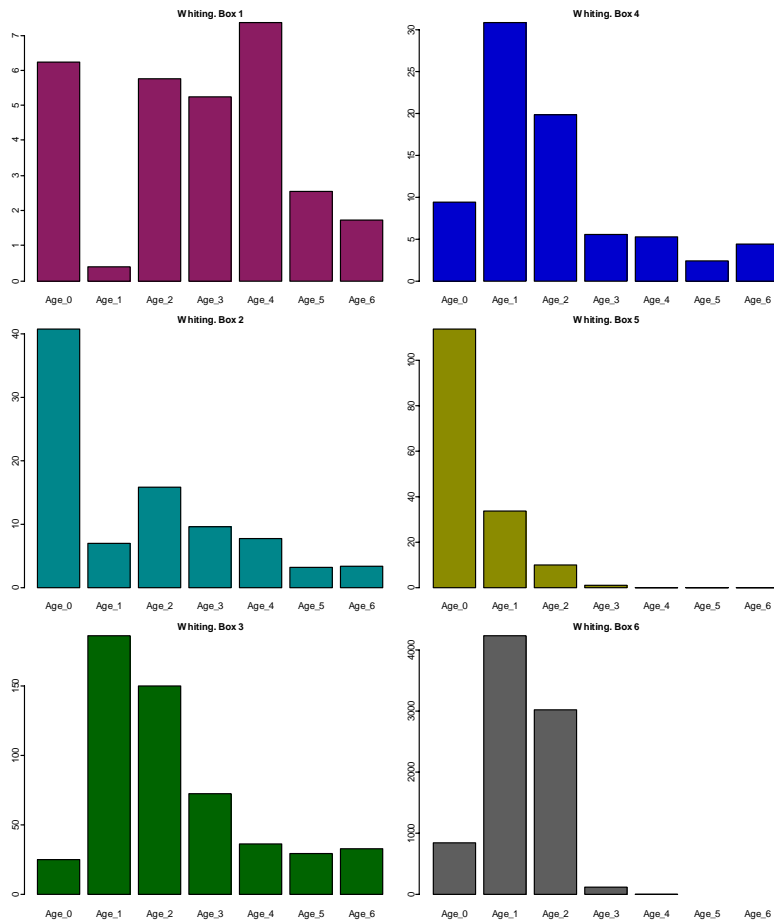 Whiting. Box 1
7
6
5
4
3
2
1
0
Age_0 Age_1 Age_2 Age_3 Age_4 Age_5 Age_6
Whiting. Box 4
30
25
20
15
10
5
0
Age_0 Age_1 Age_2 Age_3 Age_4 Age_5 Age_6
Whiting. Box 2
40
30
20
10
0
Age_0 Age_1 Age_2 Age_3 Age_4 Age_5 Age_6
Whiting. Box 5
100
80
60
40
20
0
Age_0 Age_1 Age_2 Age_3 Age_4 Age_5 Age_6
Whiting. Box 3
150
100
50
0
Age_0 Age_1 Age_2 Age_3 Age_4 Age_5 Age_6
Whiting. Box 6
4000
3000
2000
1000
0
Age_0 Age_1 Age_2 Age_3 Age_4 Age_5 Age_6